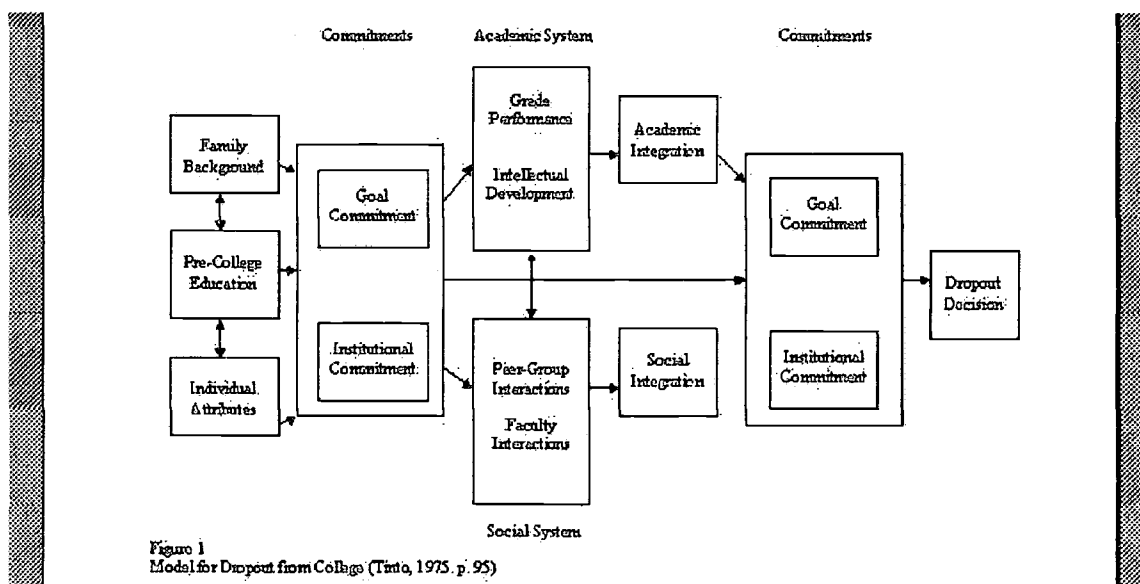 Commitments
Academic System
Commitments
Family
Background
Pre-College
Education
Individual
Attributes
Goal
Commitment
Institutional
Commitment
Grade
Performance
Intellectual
Development
Peer-Group
Interactions
Faculty
Interactions
Social System
Academic
Integration
Social
Integration
Goal
Commitment
Institutional
Commitment
Dropout
Decision
Figure 1
Model for Dropout from College (Tinto, 1975. p. 95)